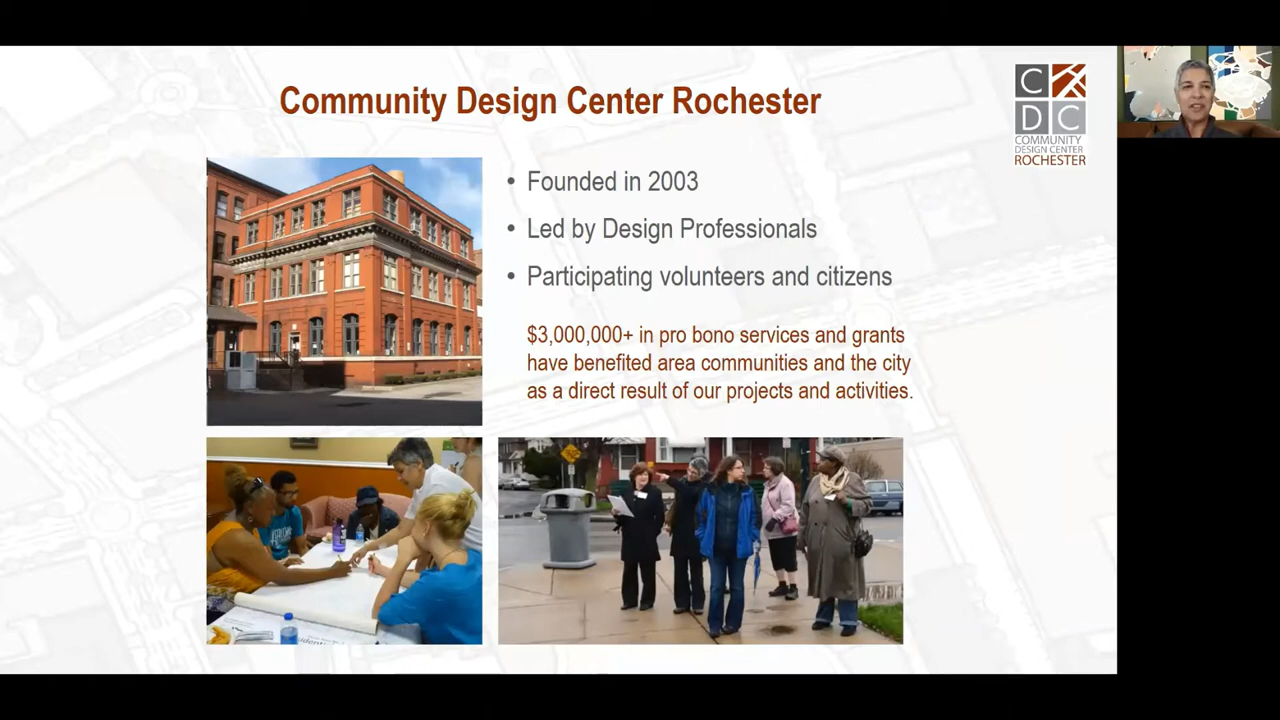 Community Design Center Rochester
C
DC
COMMUNITY
DESIGN CENTER
ROCHESTER
• Founded in 2003
• Led by Design Professionals
• Participating volunteers and citizens
$3,000,000+ in pro bono services and grants
have benefited area communities and the city
as a direct result of our projects and activities.